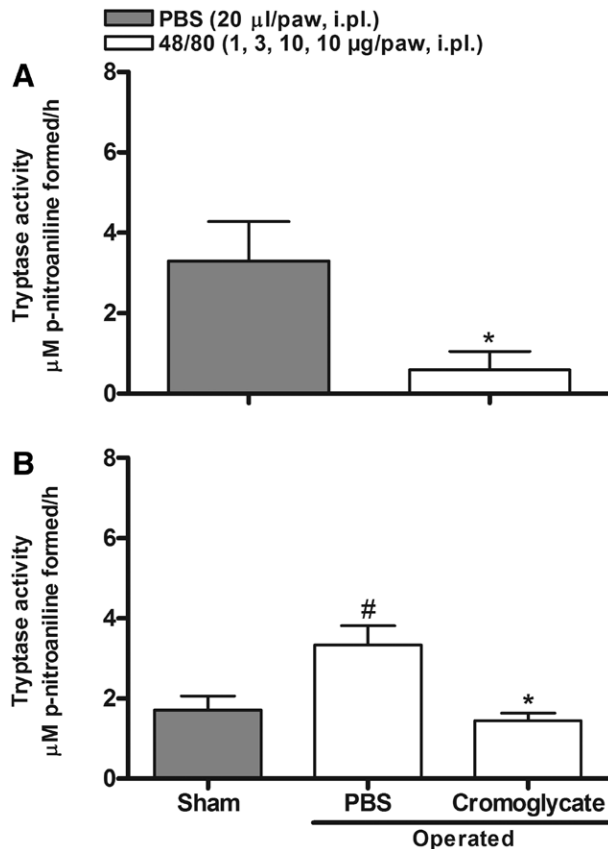 PBS (20 µl/paw, i.pl.)
48/80 (1, 3, 10, 10 µg/paw, i.pl.)
A
Tryptase activity
µM p-nitroaniline formed/h
8
6
4
2
0
*
B
Tryptase activity
µM p-nitroaniline formed/h
8
6
4
2
0
#
*
Sham PBS Cromoglycate
Operated